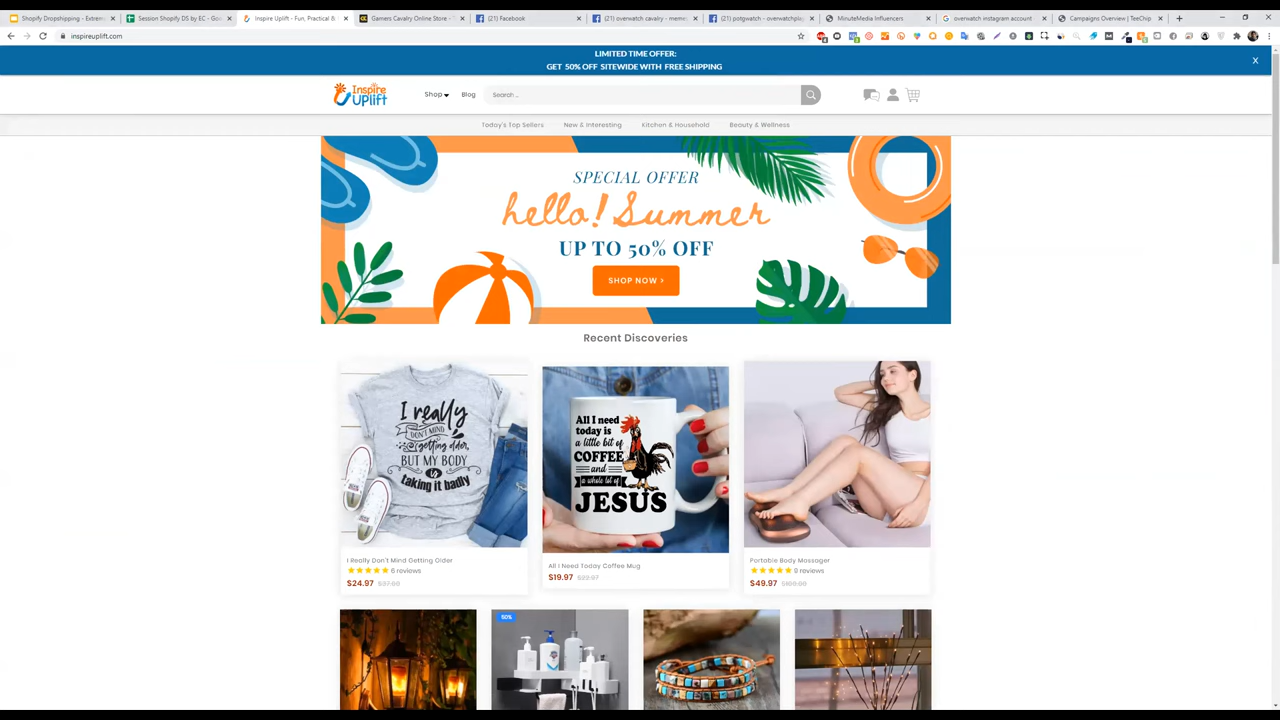 Shopify Dropshipping - Extrem
Session Shopify DS by EC - Go
Inspire Uplift - Fun, Practical &
Gamers Cavalry Online Store -
(21) Facebook
(21) overwatch cavalry - meme
(21) potgwatch - overwatchpla
MinuteMedia Influencers
overwatch instagram account
Campaigns Overview | TeeChip
inspireuplift.com
LIMITED TIME OFFER:
GET 50% OFF SITEWIDE WITH FREE SHIPPING
X
Inspire
Uplift
Shop
Blog
Search...
Today's Top Sellers
New & Interesting
Kitchen & Household
Beauty & Wellness
SPECIAL OFFER
hello! Summer
UP TO 50% OFF
SHOP NOW >
Recent Discoveries
I really
DON'T MIND
getting older,
BUT MY BODY
IS
taking it badly
All I need
today is
a little bit of
COFFEE
and
a whole lot of
JESUS
I Really Don't Mind Getting Older
6 reviews
$24.97 $37.00
All I Need Today Coffee Mug
$19.97 $22.97
Portable Body Massager
9 reviews
$49.97
50%